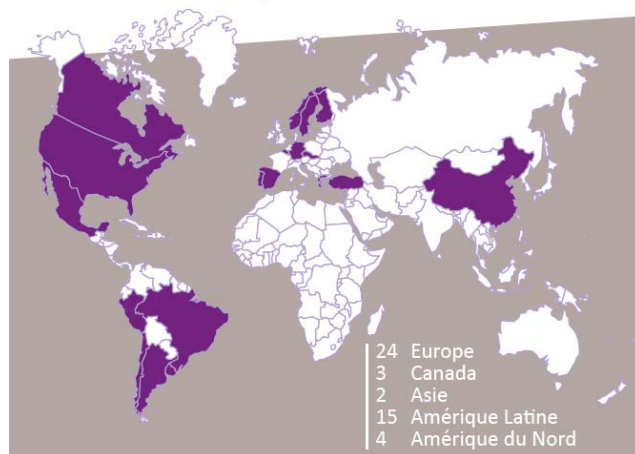 24 Europe
3 Canada
2 Asie
15 Amérique Latine
4 Amérique du Nord